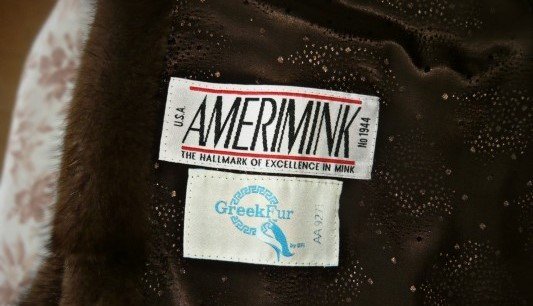 U.S.A.
AMERIMINK
No 1944
THE HALLMARK OF EXCELLENCE IN MINK
GreekFur